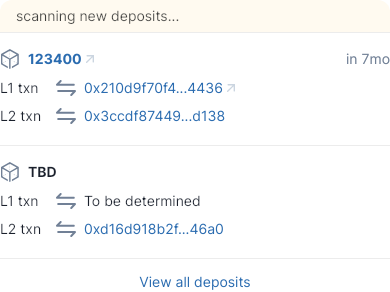 scanning new deposits...
123400 in 7mo
L1 txn 0x210d9f70f4...4436
L2 txn 0x3ccdf87449...d138
TBD
L1 txn To be determined
L2 txn 0xd16d918b2f...46a0
View all deposits